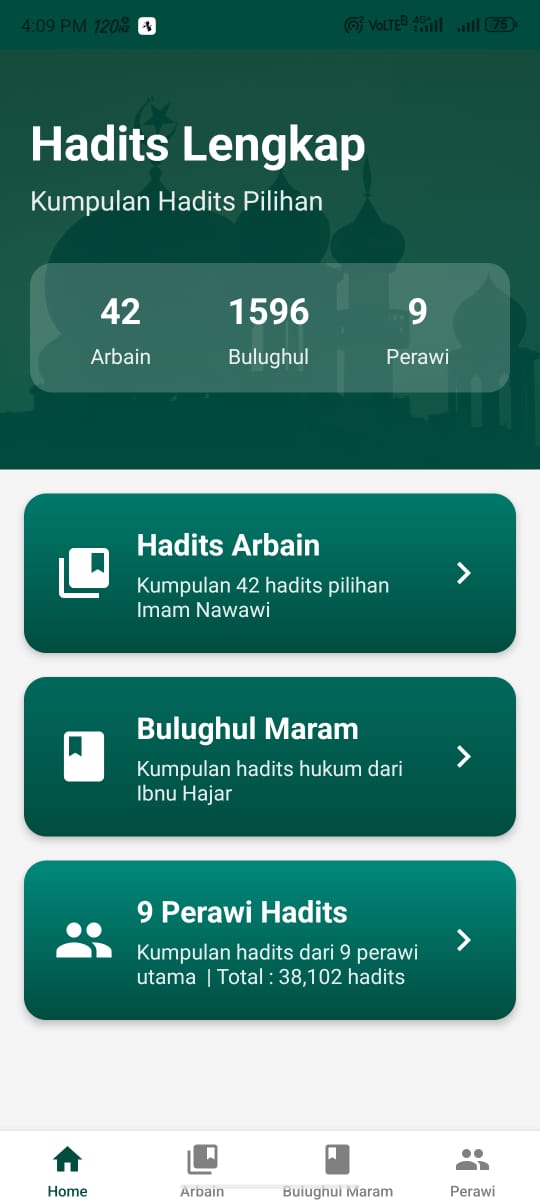 4:09 PM 120HZ VoLTE 2 4G+ 75
Hadits Lengkap
Kumpulan Hadits Pilihan
42 1596 9
Arbain Bulughul Perawi
Hadits Arbain
Kumpulan 42 hadits pilihan
Imam Nawawi
Bulughul Maram
Kumpulan hadits hukum dari
Ibnu Hajar
9 Perawi Hadits
Kumpulan hadits dari 9 perawi
utama | Total : 38,102 hadits
Home Arbain Bulughul Maram Perawi